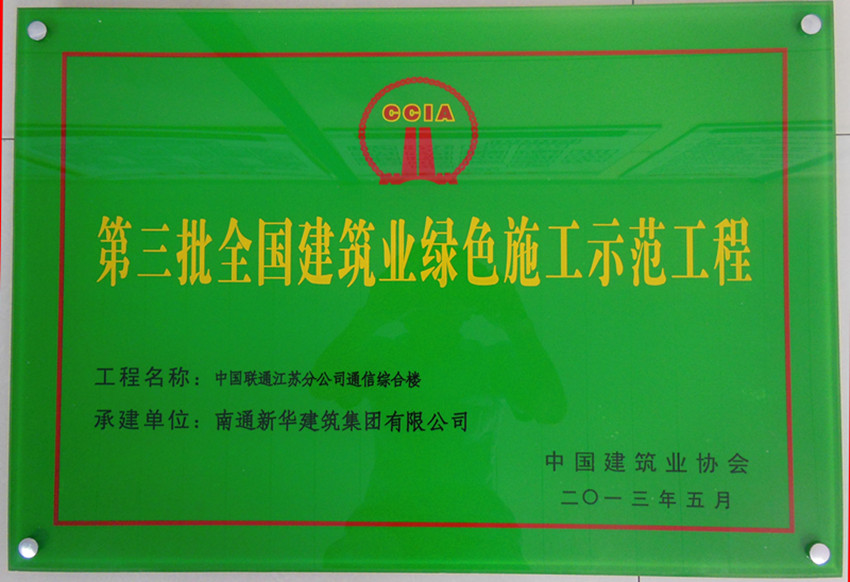 CCIA
第三批全国建筑业绿色施工示范工程
工程名称：中国联通江苏分公司通信综合楼
承建单位：南通新华建筑集团有限公司
中国建筑业协会
二〇一三年五月